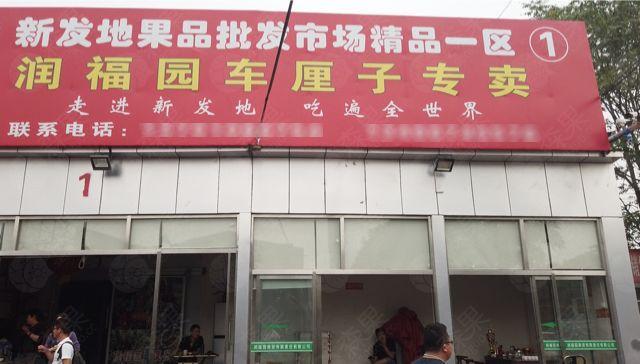 新发地果品批发市场精品一区 1
润福园车厘子专卖
走进新发地 吃遍全世界
联系电话：
1